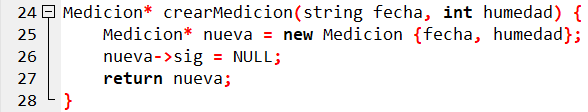 24 Medicion* crearMedicion(string fecha, int humedad) {
25     Medicion* nueva = new Medicion {fecha, humedad};
26     nueva->sig = NULL;
27     return nueva;
28 }